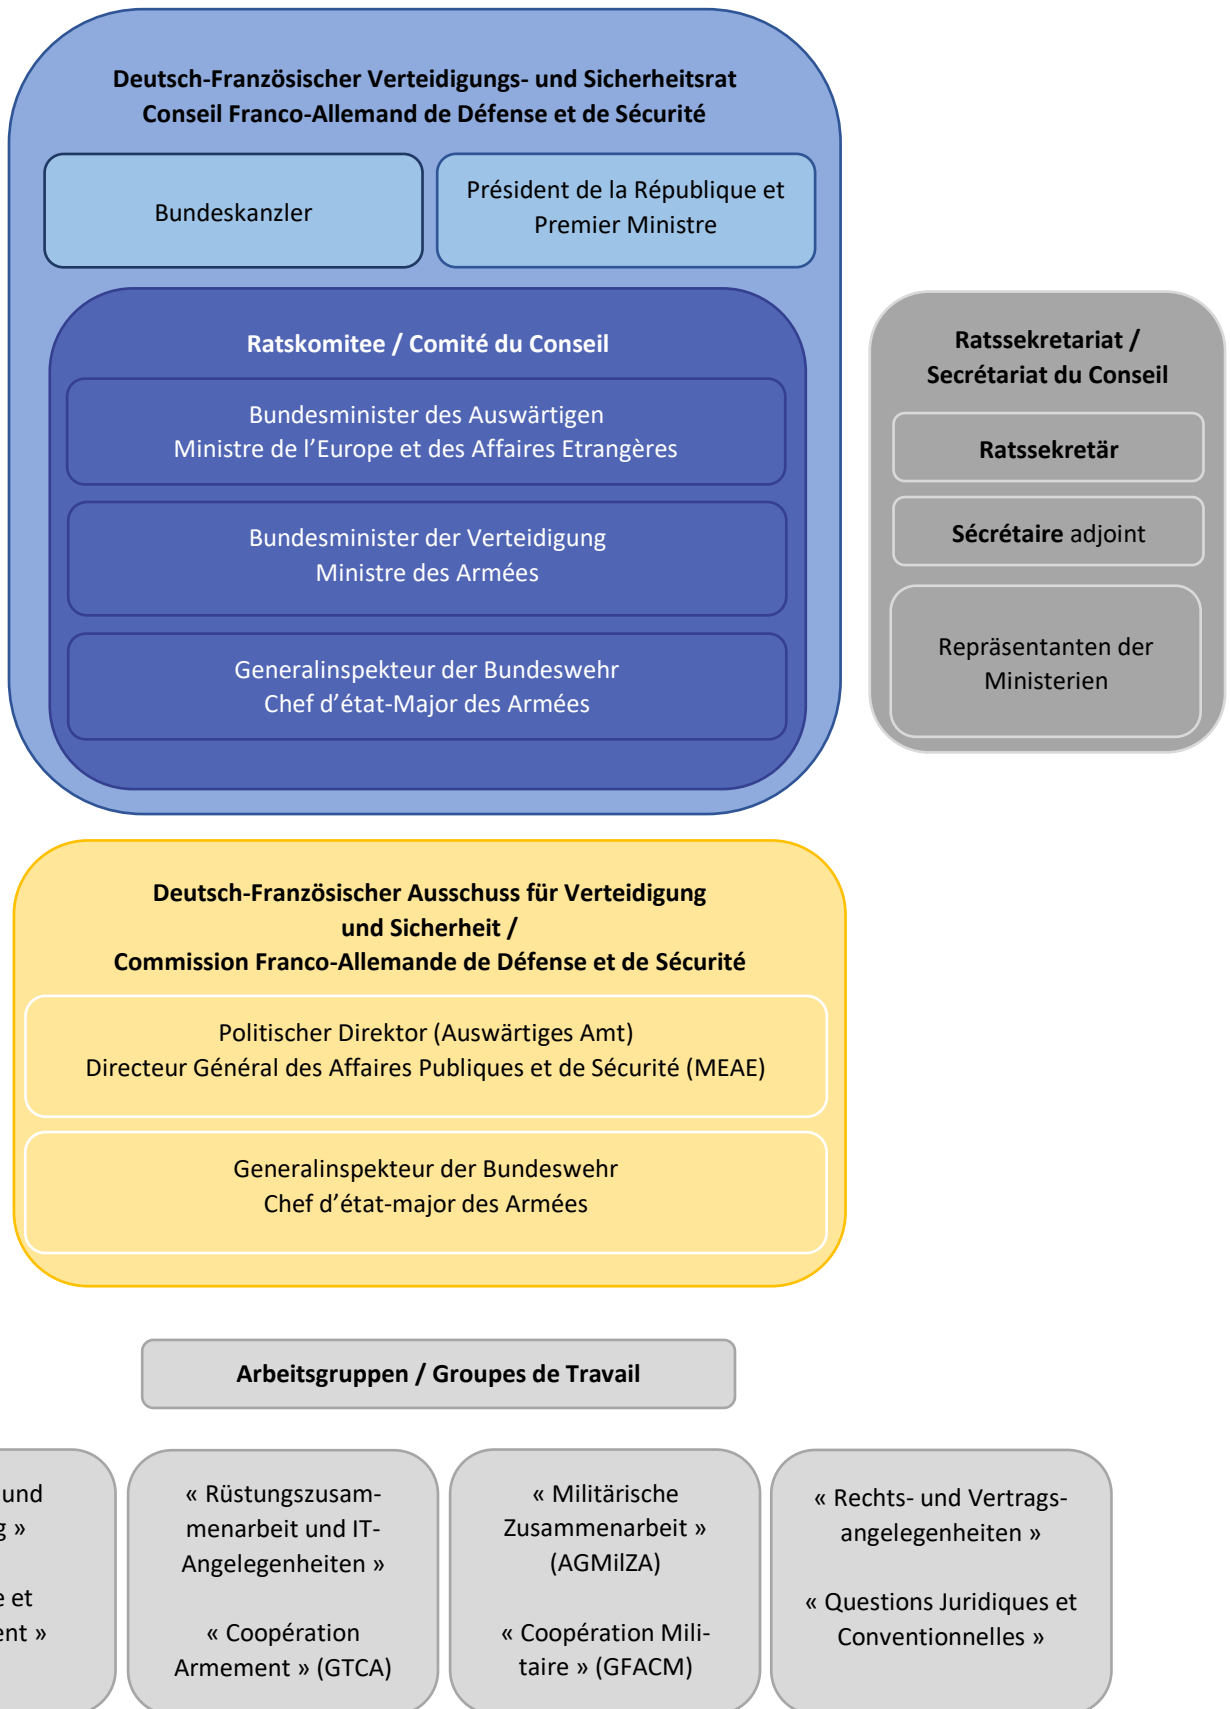 Deutsch-Französischer Verteidigungs- und Sicherheitsrat
Conseil Franco-Allemand de Défense et de Sécurité
Bundeskanzler
Président de la République et
Premier Ministre
Ratskomitee / Comité du Conseil
Bundesminister des Auswärtigen
Ministre de l’Europe et des Affaires Etrangères
Bundesminister der Verteidigung
Ministre des Armées
Generalinspekteur der Bundeswehr
Chef d’état-Major des Armées
Ratssekretariat /
Secrétariat du Conseil
Ratssekretär
Sécrétaire adjoint
Repräsentanten der
Ministerien
Deutsch-Französischer Ausschuss für Verteidigung
und Sicherheit /
Commission Franco-Allemande de Défense et de Sécurité
Politischer Direktor (Auswärtiges Amt)
Directeur Général des Affaires Publiques et de Sécurité (MEAE)
Generalinspekteur der Bundeswehr
Chef d’état-major des Armées
Arbeitsgruppen / Groupes de Travail
und
»
et
»
« Rüstungszusam-
menarbeit und IT-
Angelegenheiten »
« Coopération
Armement » (GTCA)
« Militärische
Zusammenarbeit »
(AGMilZA)
« Coopération Mili-
taire » (GFACM)
« Rechts- und Vertrags-
angelegenheiten »
« Questions Juridiques et
Conventionnelles »